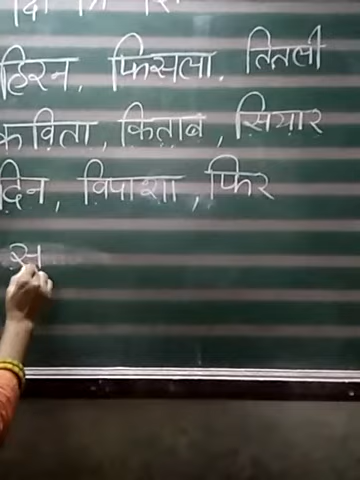 हिरन, फिसला, तितली
कविता, किताब, सियार
दिन, विपाशा, फिर
स